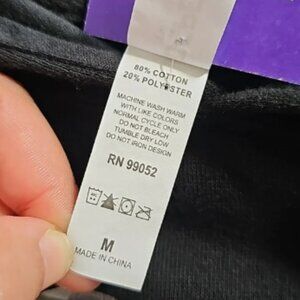 80% COTTON
20% POLYESTER
MACHINE WASH WARM
WITH LIKE COLORS
NORMAL CYCLE ONLY
DO NOT BLEACH
TUMBLE DRY LOW
DO NOT IRON DESIGN
RN 99052
M
MADE IN CHINA